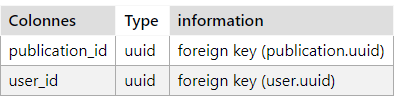 Colonnes Type information
publication_id uuid foreign key (publication.uuid)
user_id uuid foreign key (user.uuid)